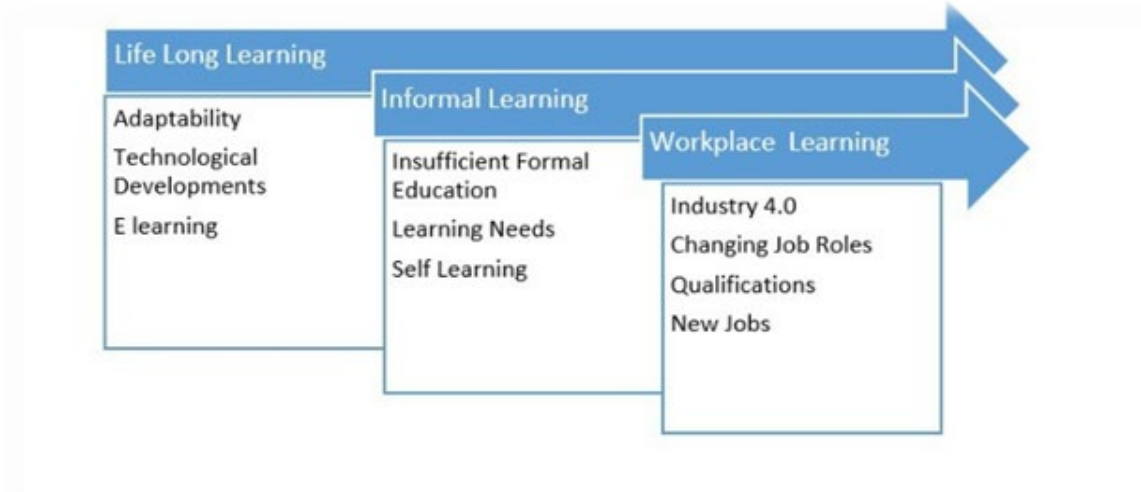 Life Long Learning
Adaptability
Technological
Developments
E learning
Informal Learning
Insufficient Formal
Education
Learning Needs
Self Learning
Workplace  Learning
Industry 4.0
Changing Job Roles
Qualifications
New Jobs